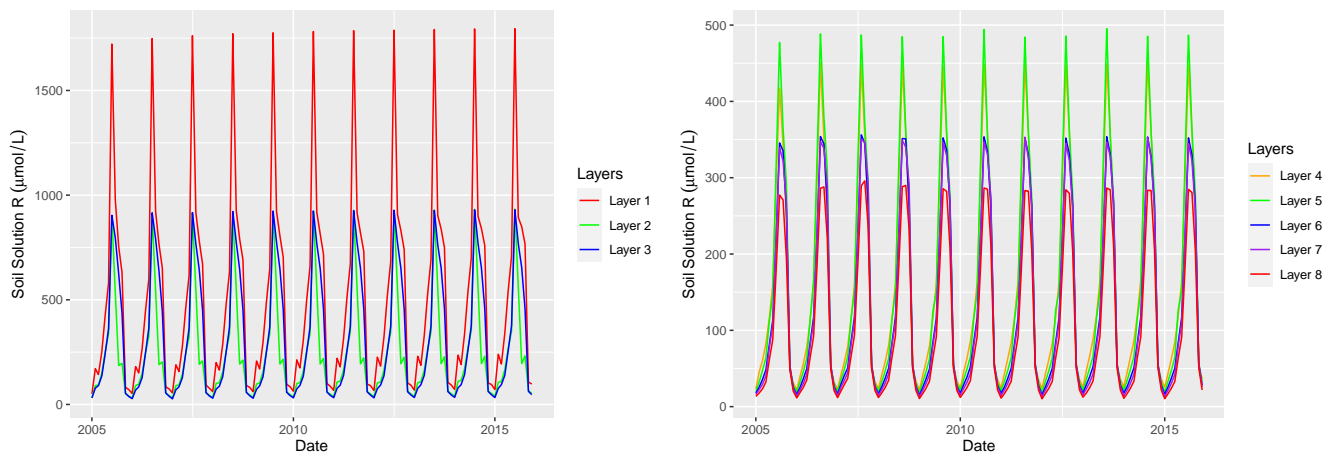 Soil Solution R (μmol/L)
1500
1000
500
0
2005
2010
2015
Date
Layers
Layer 1
Layer 2
Layer 3
Soil Solution R (μmol/L)
500
400
300
200
100
0
2005
2010
2015
Date
Layers
Layer 4
Layer 5
Layer 6
Layer 7
Layer 8